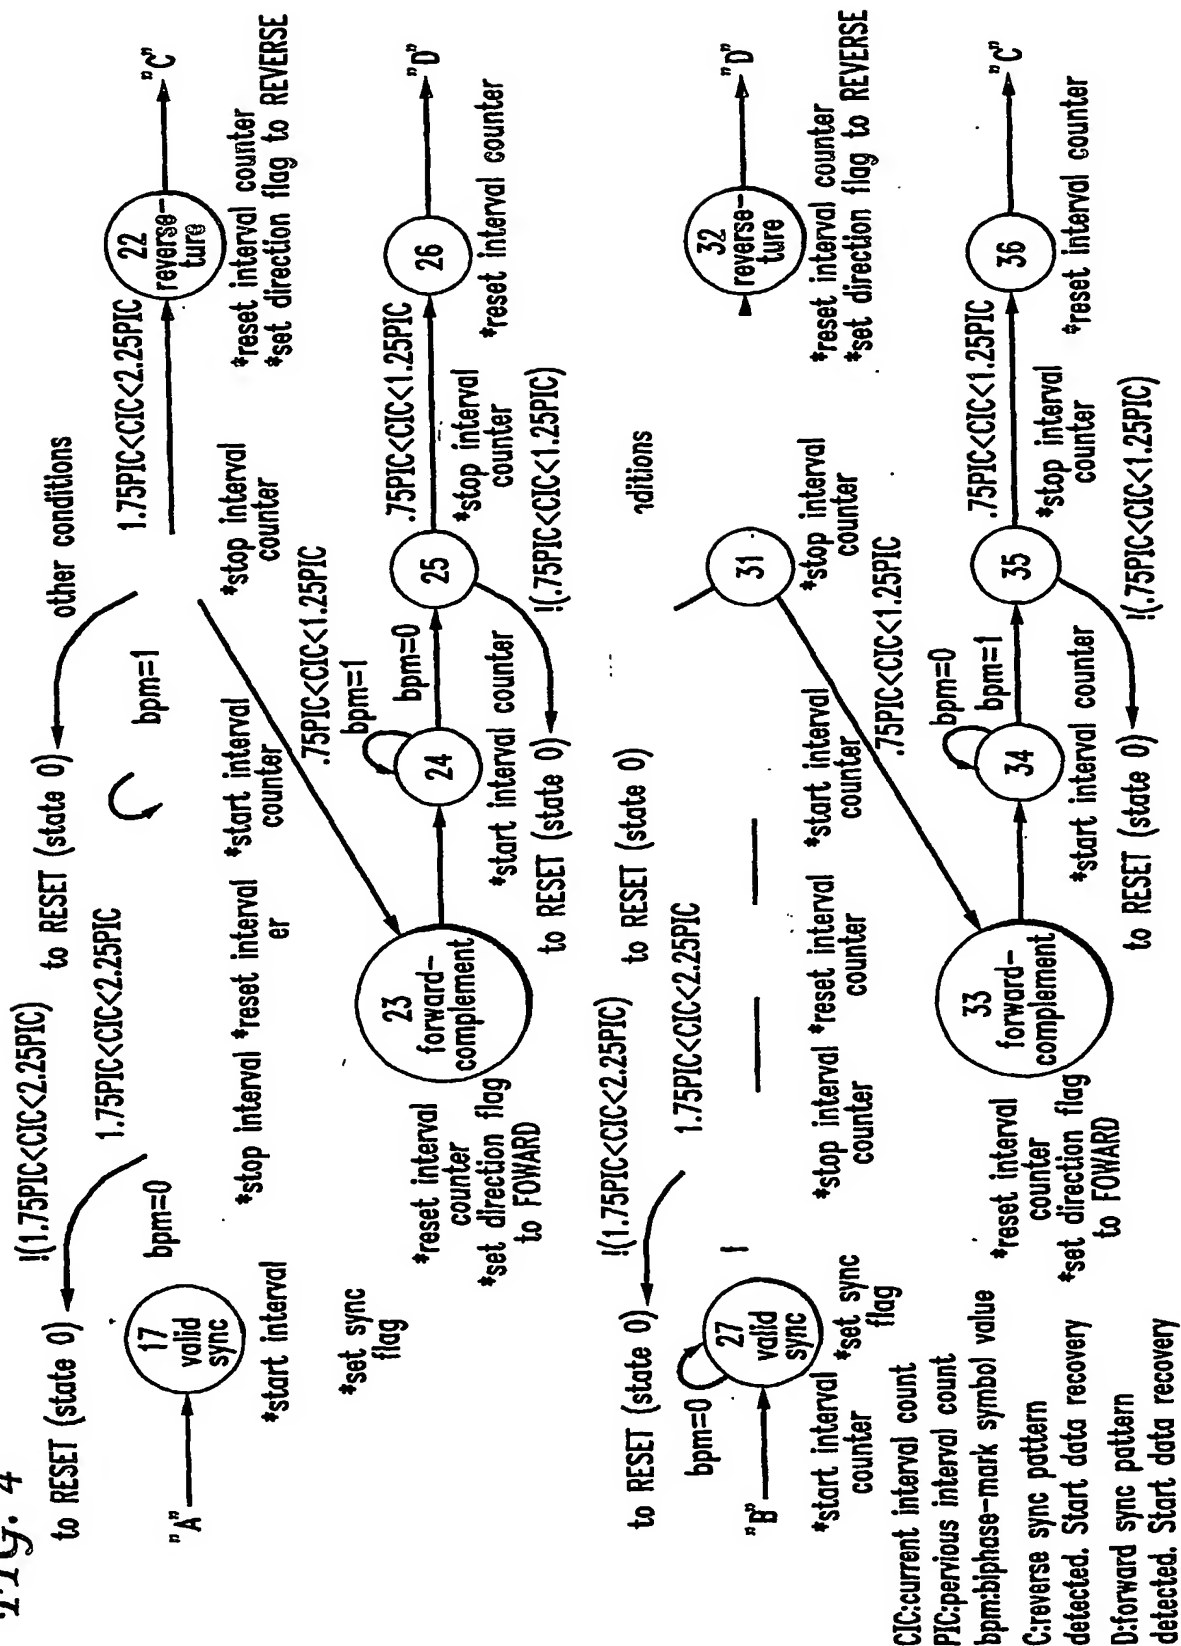 FIG. 4
to RESET (state 0)
!(1.75PIC<CIC<2.25PIC)
to RESET (state 0)
other conditions
"A"
17
valid
sync
bpm=0
1.75PIC<CIC<2.25PIC
bpm=1
1.75PIC<CIC<2.25PIC
22
reverse-
ture
"C"
*start interval
*set sync
flag
*stop interval
*reset interval
er
*start interval
counter
*stop interval
counter
*reset interval counter
*set direction flag to REVERSE
.75PIC<CIC<1.25PIC
23
forward-
complement
*reset interval
counter
*set direction flag
to FOWARD
bpm=1
24
bpm=0
*start interval counter
25
.75PIC<CIC<1.25PIC
*stop interval
counter
26
"D"
*reset interval counter
to RESET (state 0)
!(.75PIC<CIC<1.25PIC)
to RESET (state 0)
!(1.75PIC<CIC<2.25PIC)
to RESET (state 0)
nditions
bpm=0
"B"
27
valid
sync
1
1.75PIC<CIC<2.25PIC
31
32
reverse-
ture
"D"
*start interval
counter
*set sync
flag
*stop interval
counter
*reset interval
counter
*start interval
counter
*stop interval
counter
*reset interval counter
*set direction flag to REVERSE
.75PIC<CIC<1.25PIC
33
forward-
complement
*reset interval
counter
*set direction flag
to FOWARD
bpm=0
34
bpm=1
*start interval counter
35
.75PIC<CIC<1.25PIC
*stop interval
counter
36
"C"
*reset interval counter
to RESET (state 0)
!(.75PIC<CIC<1.25PIC)
CIC:current interval count
PIC:pervious interval count
bpm:biphase-mark symbol value
C:reverse sync pattern
detected. Start data recovery
D:forward sync pattern
detected. Start data recovery